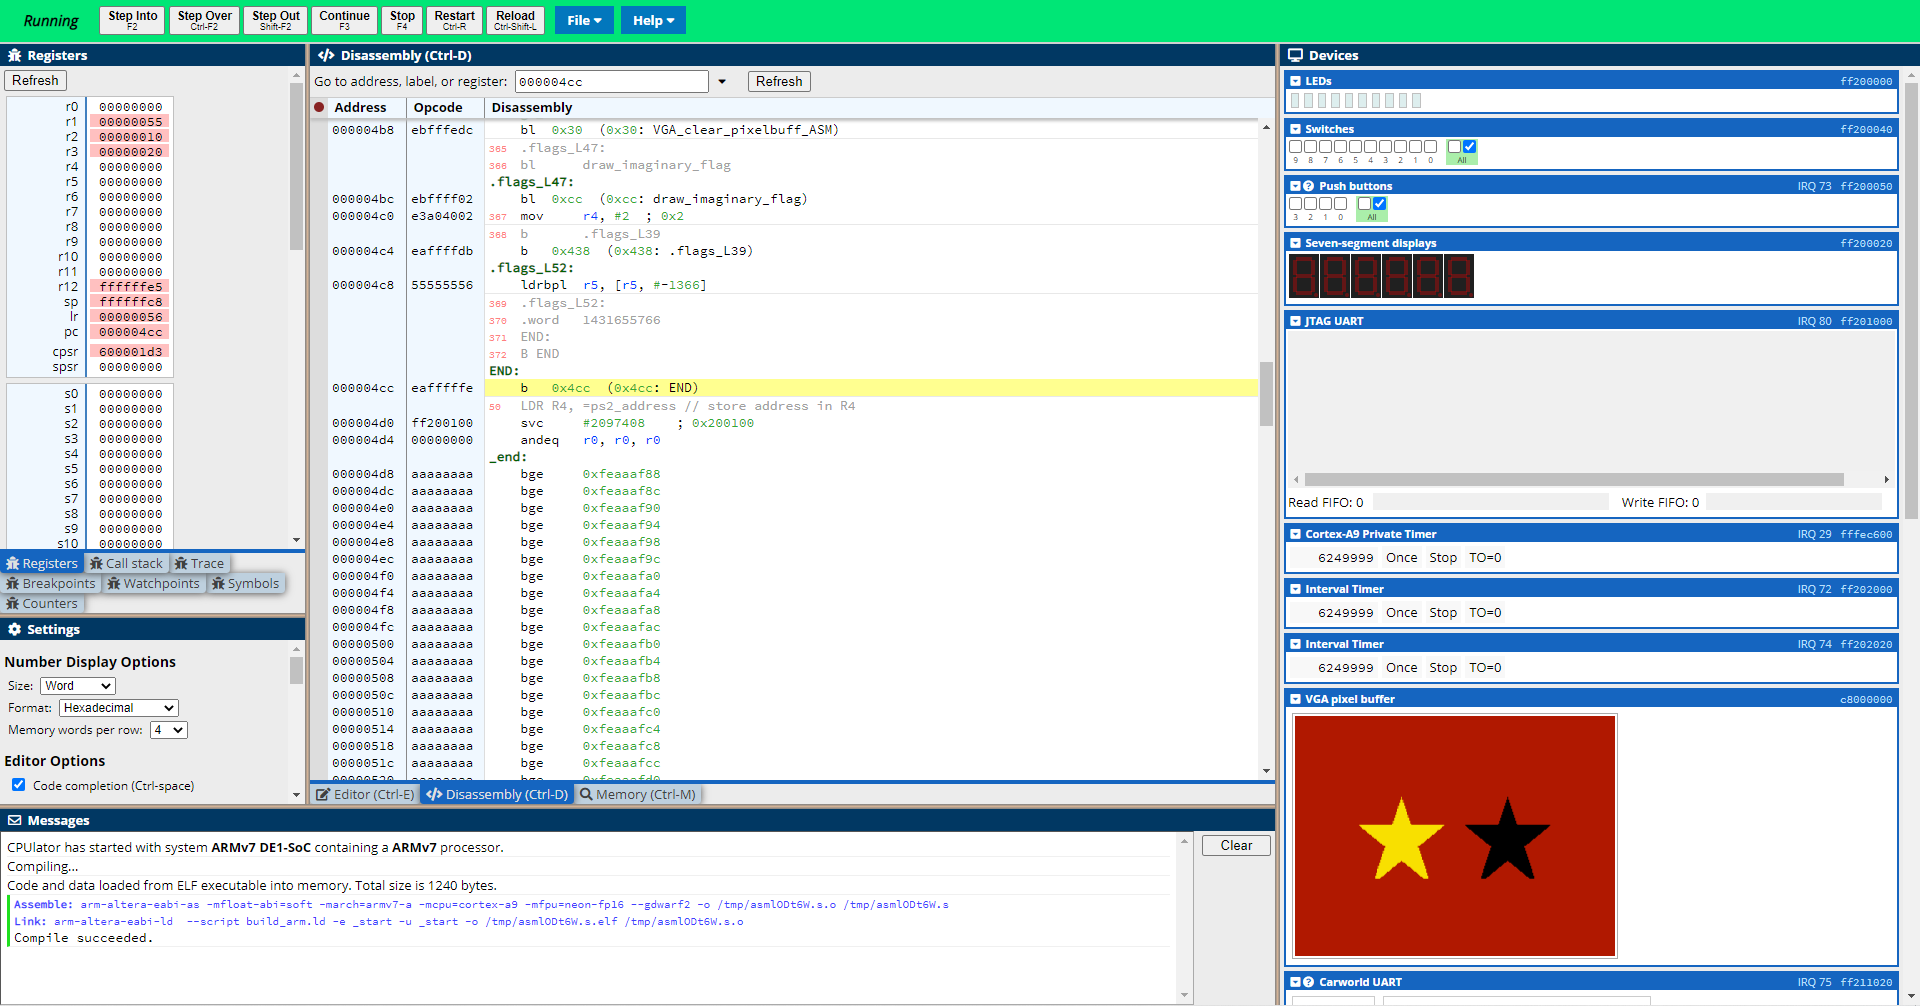 Running
Step Into F2 Step Over Ctrl-F2 Step Out Shift-F2 Continue F3 Stop F4 Restart Ctrl-R Reload Ctrl-Shift-L File Help
Registers
Refresh
r0 00000000
r1 00000055
r2 00000010
r3 00000020
r4 00000000
r5 00000000
r6 00000000
r7 00000000
r8 00000000
r9 00000000
r10 00000000
r11 00000000
r12 ffffffe5
sp ffffffc8
lr 00000056
pc 000004cc
cpsr 600001d3
spsr 00000000
s0 00000000
s1 00000000
s2 00000000
s3 00000000
s4 00000000
s5 00000000
s6 00000000
s7 00000000
s8 00000000
s9 00000000
s10 00000000
Registers Call stack Trace
Breakpoints Watchpoints Symbols
Counters
Settings
Number Display Options
Size: Word
Format: Hexadecimal
Memory words per row: 4
Editor Options
Code completion (Ctrl-space)
Disassembly (Ctrl-D)
Go to address, label, or register: 000004cc Refresh
Address Opcode Disassembly
000004b8 ebfffedc bl 0x30 (0x30: VGA_clear_pixelbuff_ASM)
365 .flags_L47:
366 bl draw_imaginary_flag
.flags_L47:
000004bc ebffff02 bl 0xcc (0xcc: draw_imaginary_flag)
000004c0 e3a04002 367 mov r4, #2 ; 0x2
368 b .flags_L39
000004c4 eaffffdb b 0x438 (0x438: .flags_L39)
.flags_L52:
000004c8 55555556 ldrbpl r5, [r5, #-1366]
369 .flags_L52:
370 .word 1431655766
371 END:
372 B END
END:
000004cc eafffffe b 0x4cc (0x4cc: END)
50 LDR R4, =ps2_address // store address in R4
000004d0 ff200100 svc #2097408 ; 0x200100
000004d4 00000000 andeq r0, r0, r0
_end:
000004d8 aaaaaaaa bge 0xfeaaaf88
000004dc aaaaaaaa bge 0xfeaaaf8c
000004e0 aaaaaaaa bge 0xfeaaaf90
000004e4 aaaaaaaa bge 0xfeaaaf94
000004e8 aaaaaaaa bge 0xfeaaaf98
000004ec aaaaaaaa bge 0xfeaaaf9c
000004f0 aaaaaaaa bge 0xfeaaafa0
000004f4 aaaaaaaa bge 0xfeaaafa4
000004f8 aaaaaaaa bge 0xfeaaafa8
000004fc aaaaaaaa bge 0xfeaaafac
00000500 aaaaaaaa bge 0xfeaaafb0
00000504 aaaaaaaa bge 0xfeaaafb4
00000508 aaaaaaaa bge 0xfeaaafb8
0000050c aaaaaaaa bge 0xfeaaafbc
00000510 aaaaaaaa bge 0xfeaaafc0
00000514 aaaaaaaa bge 0xfeaaafc4
00000518 aaaaaaaa bge 0xfeaaafc8
0000051c aaaaaaaa bge 0xfeaaafcc
00000520 aaaaaaaa bge 0xfeaaafd0
Editor (Ctrl-E) Disassembly (Ctrl-D) Memory (Ctrl-M)
Messages
Clear
CPUlator has started with system ARMv7 DE1-SoC containing a ARMv7 processor.
Compiling...
Code and data loaded from ELF executable into memory. Total size is 1240 bytes.
Assemble: arm-altera-eabi-as -mfloat-abi=soft -march=armv7-a -mcpu=cortex-a9 -mfpu=neon-fp16 --gdwarf2 -o /tmp/asmlODt6W.s.o /tmp/asmlODt6W.s
Link: arm-altera-eabi-ld --script build_arm.ld -e _start -u _start -o /tmp/asmlODt6W.s.elf /tmp/asmlODt6W.s.o
Compile succeeded.
Devices
LEDs ff200000
Switches ff200040
9 8 7 6 5 4 3 2 1 0 All
Push buttons IRQ 73 ff200050
3 2 1 0 All
Seven-segment displays ff200020
JTAG UART IRQ 80 ff201000
Read FIFO: 0 Write FIFO: 0
Cortex-A9 Private Timer IRQ 29 fffec600
6249999 Once Stop TO=0
Interval Timer IRQ 72 ff202000
6249999 Once Stop TO=0
Interval Timer IRQ 74 ff202020
6249999 Once Stop TO=0
VGA pixel buffer c8000000
Carworld UART IRQ 75 ff211020